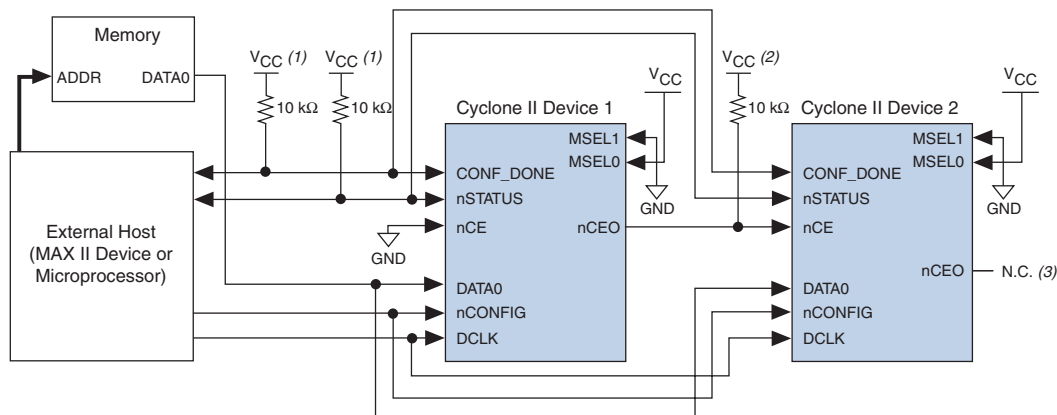 Memory
ADDR DATA0
VCC (1)
10 kΩ
VCC (1)
10 kΩ
External Host
(MAX II Device or
Microprocessor)
GND
Cyclone II Device 1
MSEL1
MSEL0
CONF_DONE
nSTATUS
nCE
nCEO
DATA0
nCONFIG
DCLK
VCC
GND
VCC (2)
10 kΩ
Cyclone II Device 2
MSEL1
MSEL0
CONF_DONE
nSTATUS
nCE
nCEO
DATA0
nCONFIG
DCLK
VCC
GND
N.C. (3)